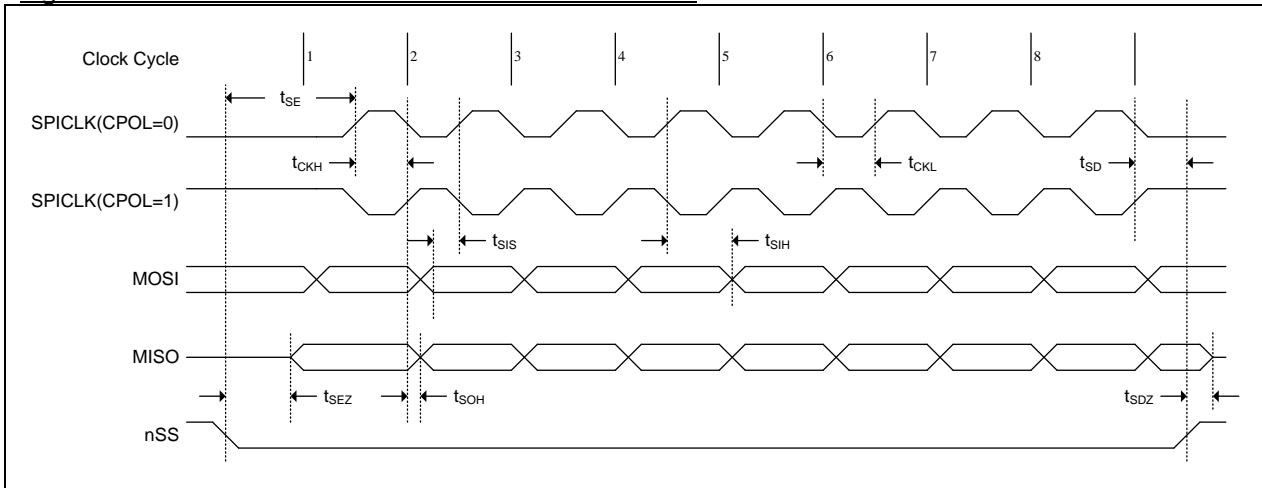 Clock Cycle
1 2 3 4 5 6 7 8
tSE
SPICLK(CPOL=0)
tCKH tCKL tSD
SPICLK(CPOL=1)
tSIS tSIH
MOSI
MISO
tSEZ tSOH tSDZ
nSS